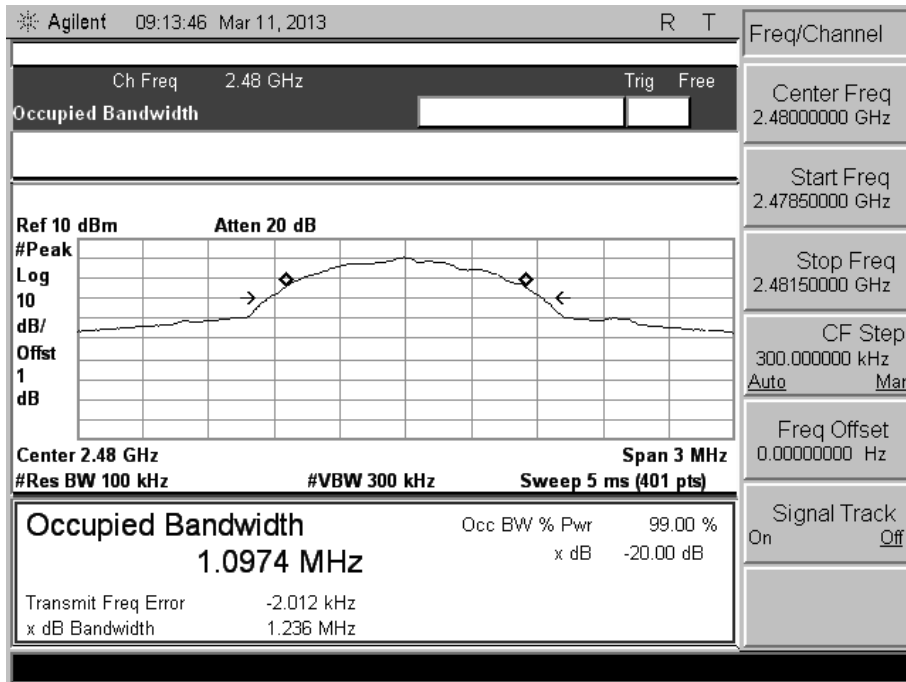 Agilent 09:13:46 Mar 11, 2013 R T
Freq/Channel
Ch Freq 2.48 GHz Trig Free
Occupied Bandwidth
Center Freq
2.48000000 GHz
Start Freq
2.47850000 GHz
Stop Freq
2.48150000 GHz
CF Step
300.000000 kHz
Auto Man
Freq Offset
0.00000000 Hz
Signal Track
On Off
Ref 10 dBm Atten 20 dB
#Peak
Log
10
dB/
Offst
1
dB
Center 2.48 GHz Span 3 MHz
#Res BW 100 kHz #VBW 300 kHz Sweep 5 ms (401 pts)
Occupied Bandwidth
1.0974 MHz
Occ BW % Pwr 99.00 %
x dB -20.00 dB
Transmit Freq Error -2.012 kHz
x dB Bandwidth 1.236 MHz